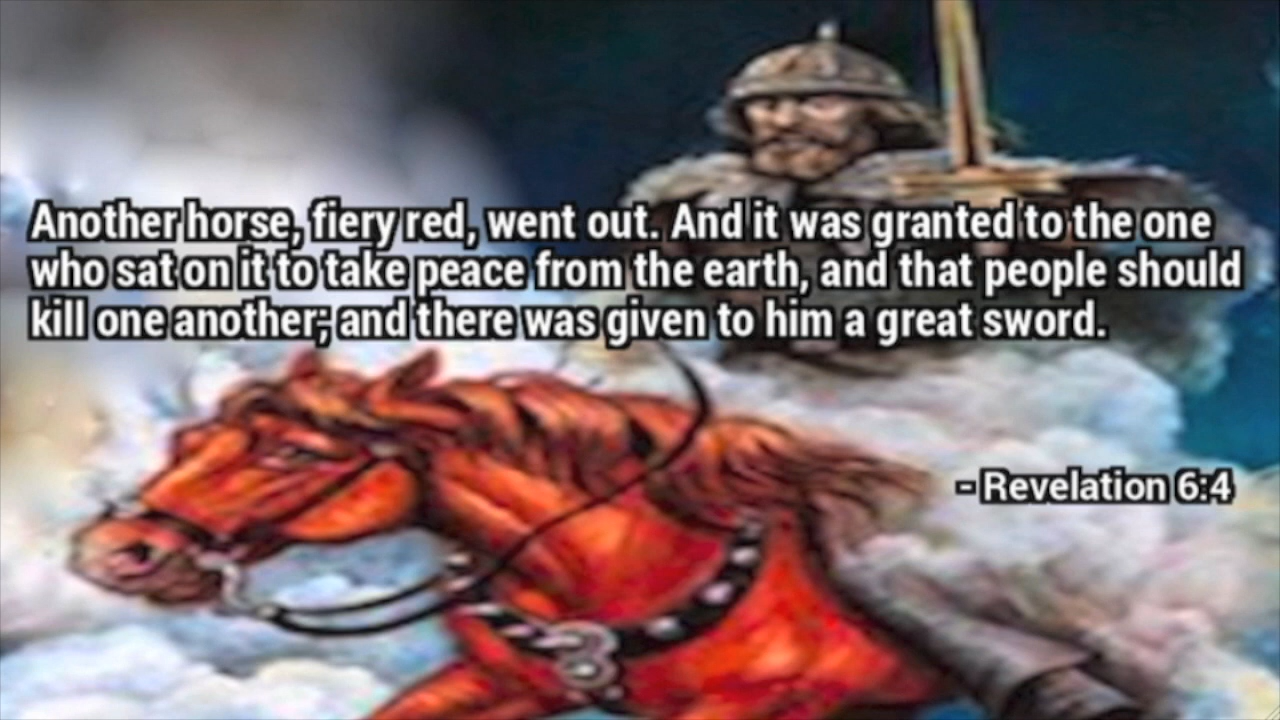 Another horse, fiery red, went out. And it was granted to the one
who sat on it to take peace from the earth, and that people should
kill one another; and there was given to him a great sword.
- Revelation 6:4